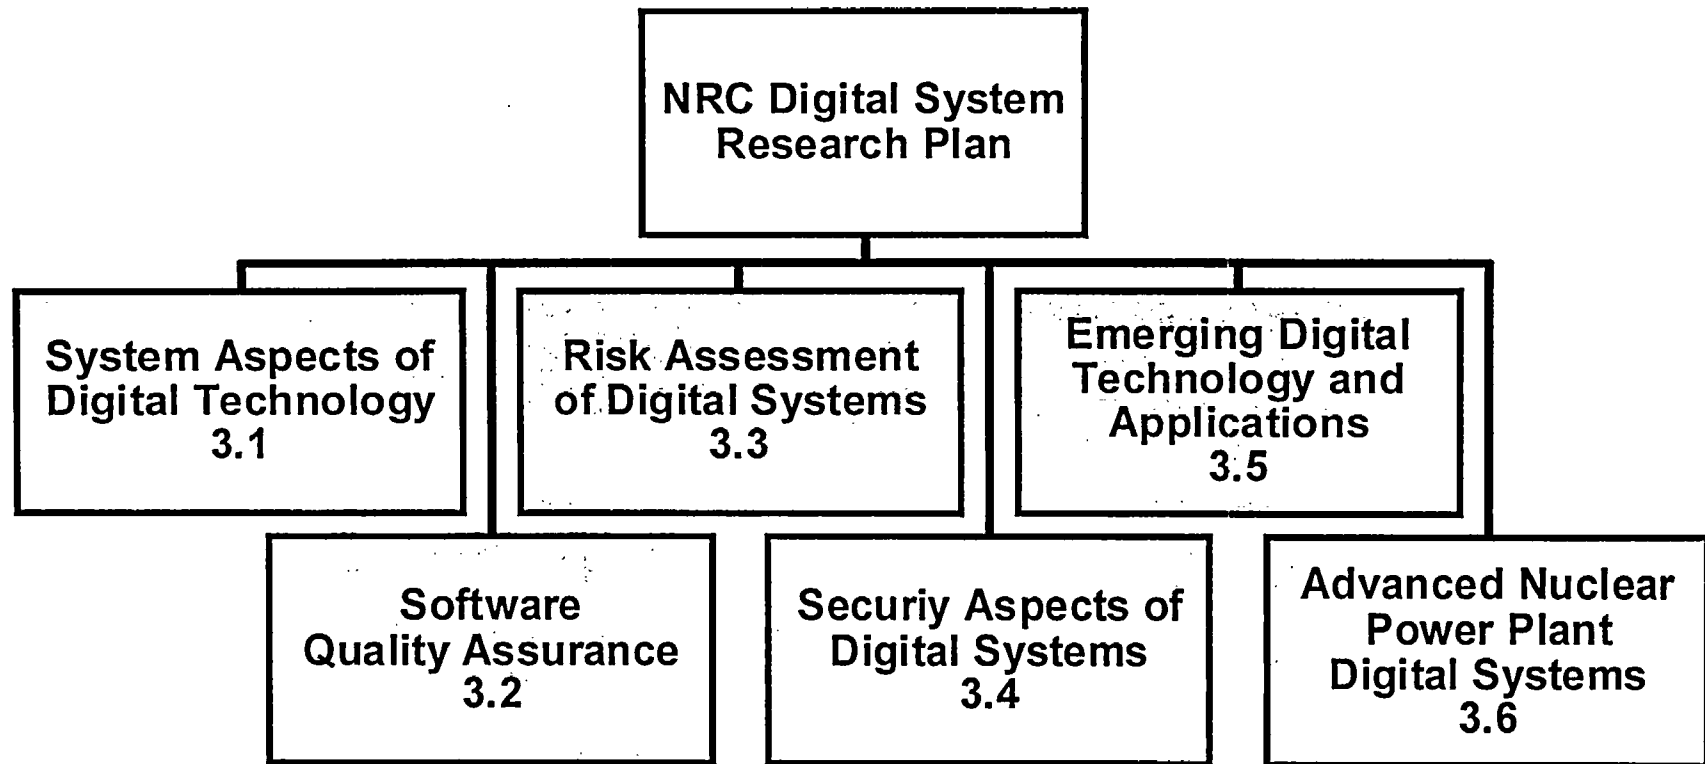 NRC Digital System
Research Plan
System Aspects of
Digital Technology
3.1
Risk Assessment
of Digital Systems
3.3
Emerging Digital
Technology and
Applications
3.5
Software
Quality Assurance
3.2
Securiy Aspects of
Digital Systems
3.4
Advanced Nuclear
Power Plant
Digital Systems
3.6